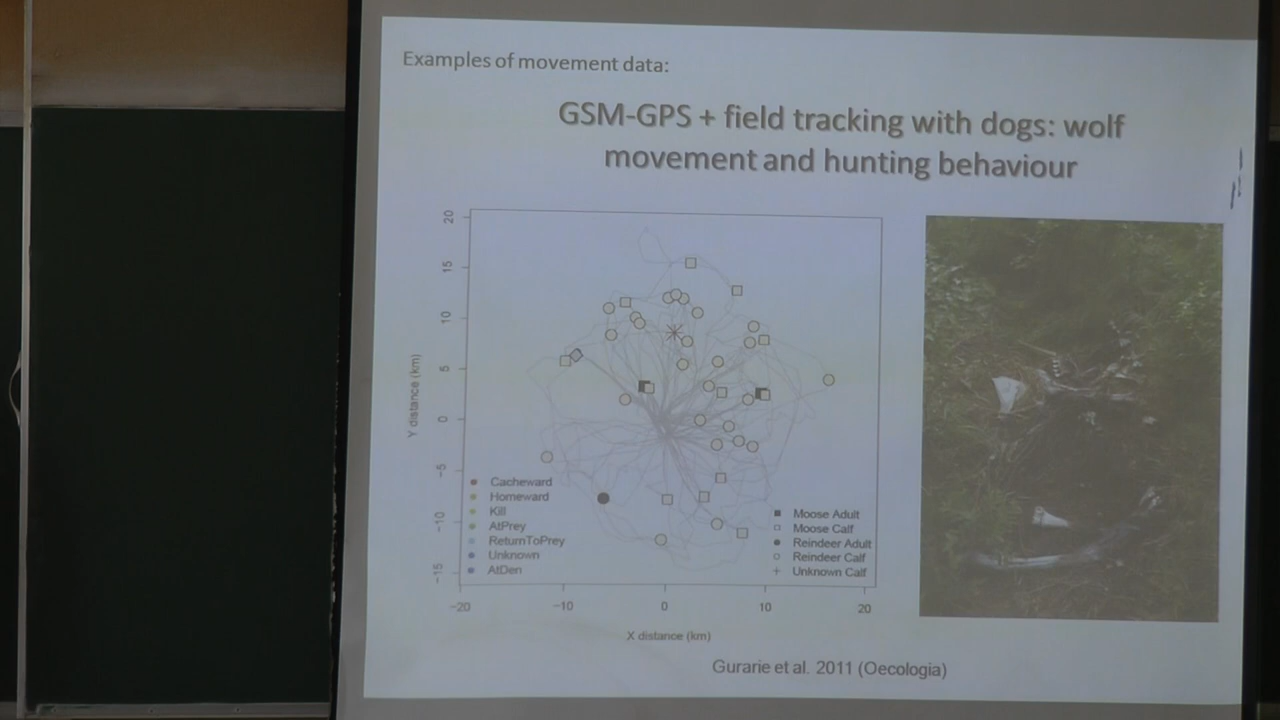 Examples of movement data:
GSM-GPS + field tracking with dogs: wolf
movement and hunting behaviour
20
15
10
5
0
−5
−10
−15
Y distance (km)
Cacheward
Homeward
Kill
AtPrey
ReturnToPrey
Unknown
AtDen
Moose Adult
Moose Calf
Reindeer Adult
Reindeer Calf
Unknown Calf
−20 −10 0 10 20
X distance (km)
Gurarie et al. 2011 (Oecologia)